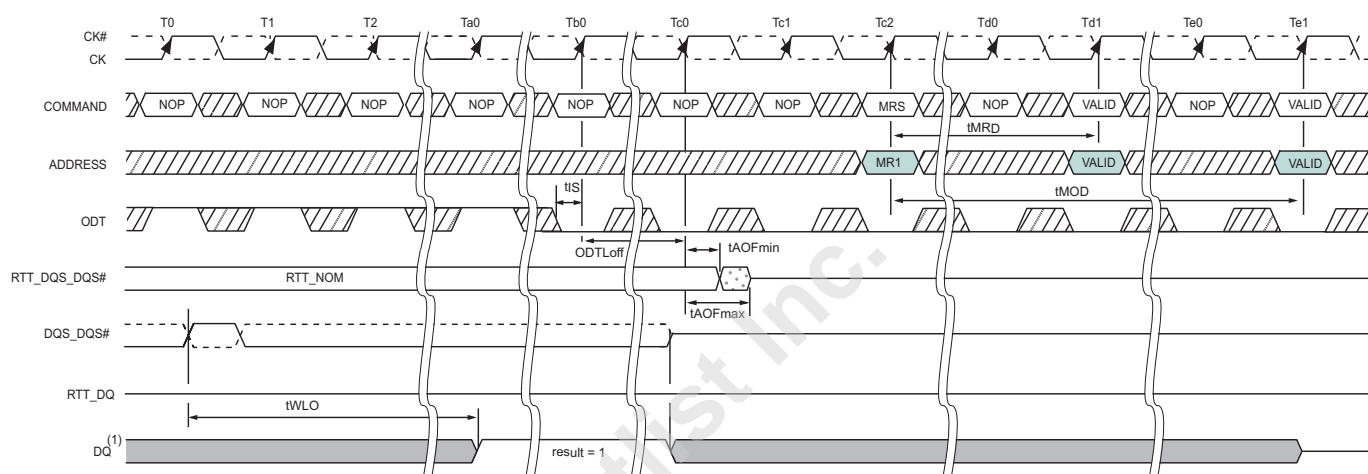 T0 T1 T2 Ta0 Tb0 Tc0 Tc1 Tc2 Td0 Td1 Te0 Te1
CK#
CK
COMMAND NOP NOP NOP NOP NOP NOP NOP MRS NOP VALID NOP VALID
tMRD
ADDRESS MR1 VALID VALID
tIS tMOD
ODT
ODTLoff tAOFmin
RTT_DQS_DQS# RTT_NOM
tAOFmax
DQS_DQS#
RTT_DQ
tWLO
(1)
DQ result = 1
tlist Inc.